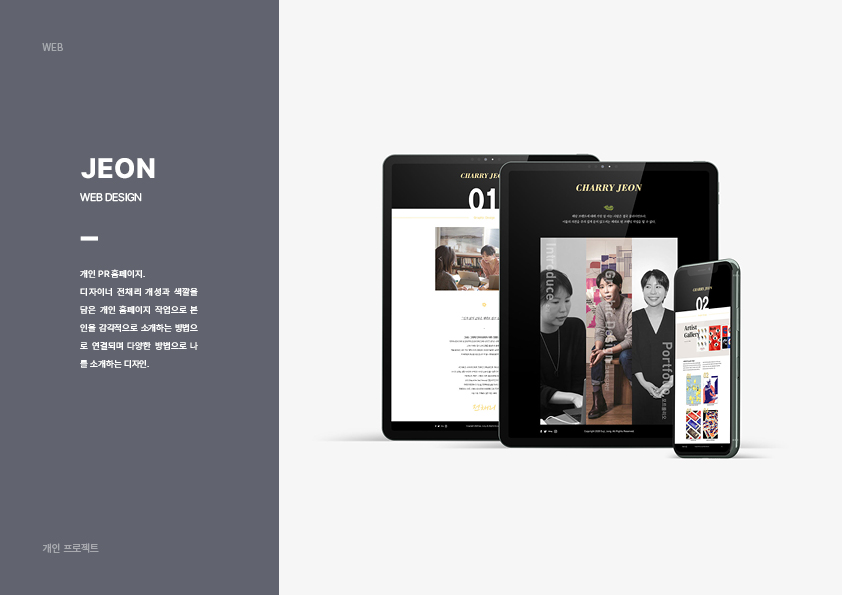 WEB
JEON
WEB DESIGN
개인 PR 홈페이지.
디자이너 전채리 개성과 색깔을
담은 개인 홈페이지 작업으로 본
인을 감각적으로 소개하는 방법으
로 연결되며 다양한 방법으로 나
를 소개하는 디자인.
개인 프로젝트
CHARRY JEO
01
CHARRY JEON
Introduce
Graphic Design
Portfolio
CHARRY JEON
02
Artist
Gallery